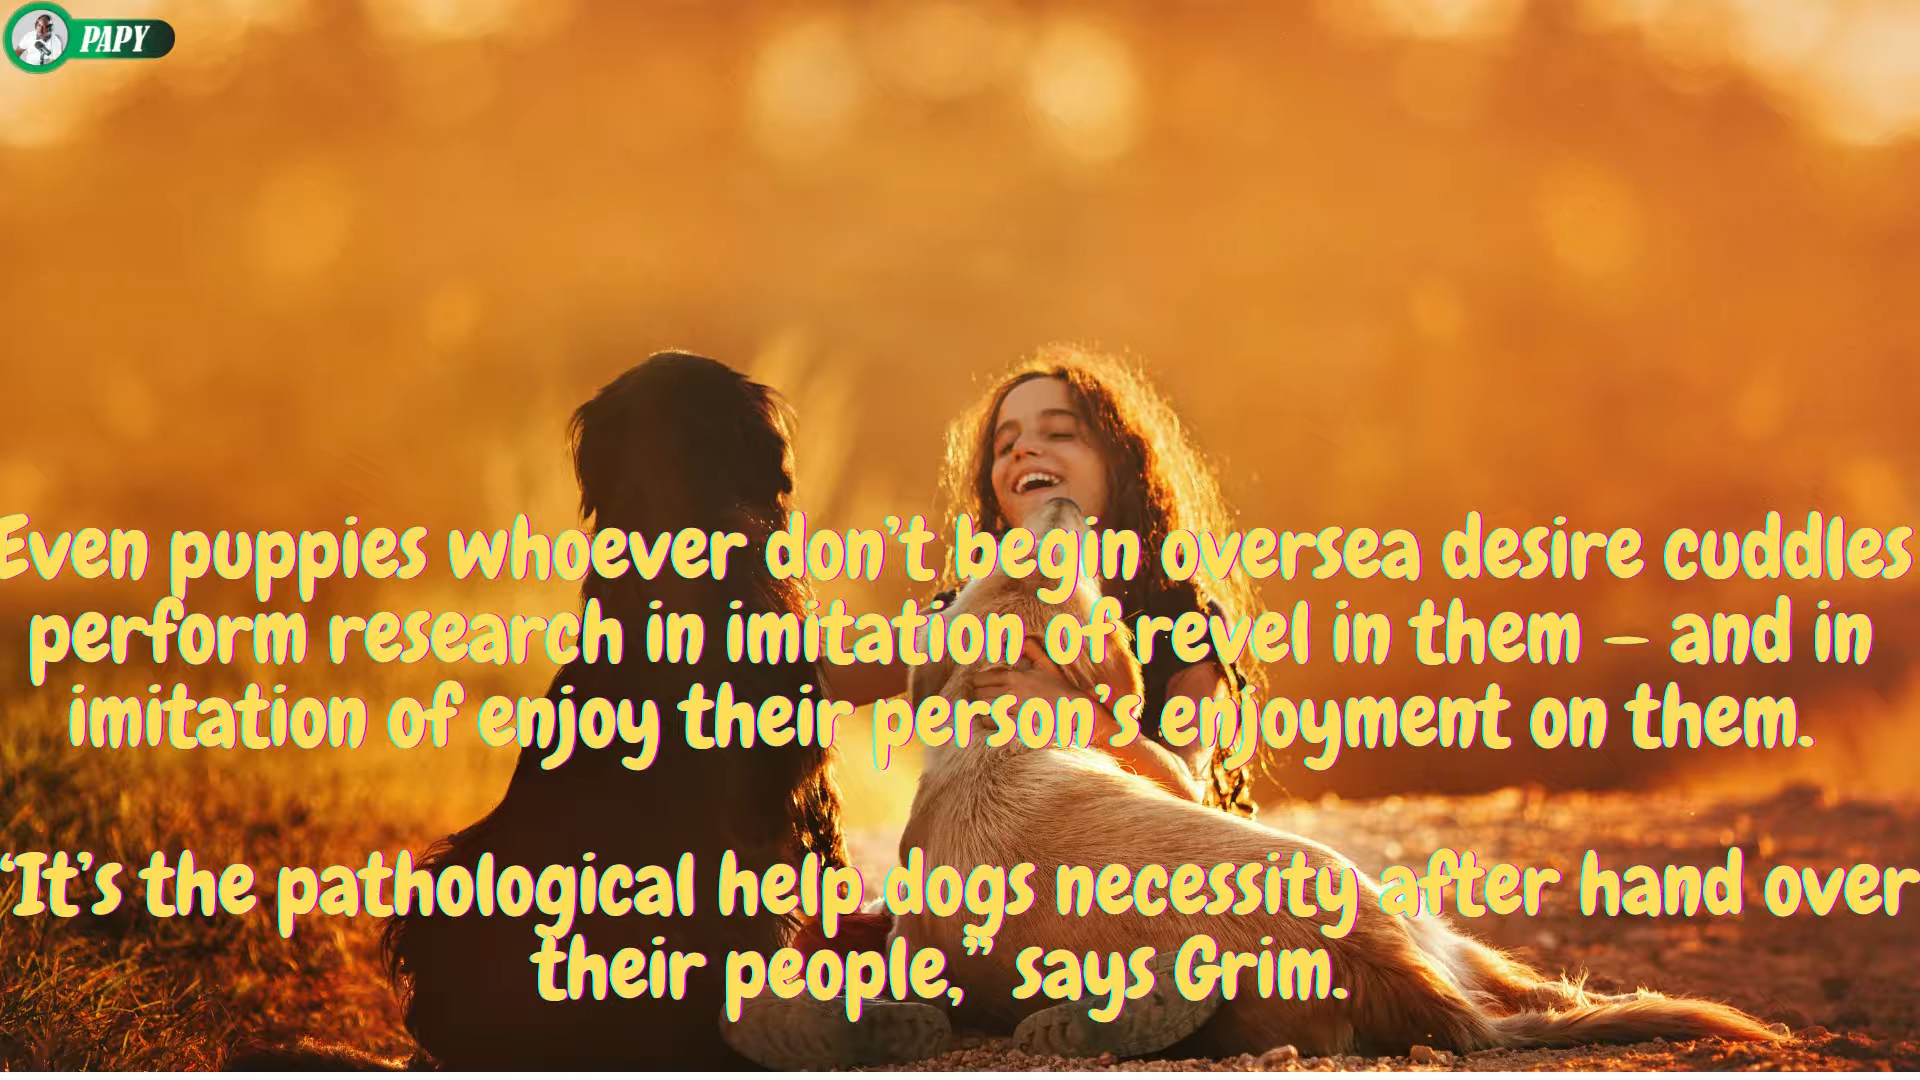 PAPY
Even puppies whoever don't begin oversea desire cuddles
perform research in imitation of revel in them – and in
imitation of enjoy their person's enjoyment on them.
“It's the pathological help dogs necessity after hand over
their people,” says Grim.